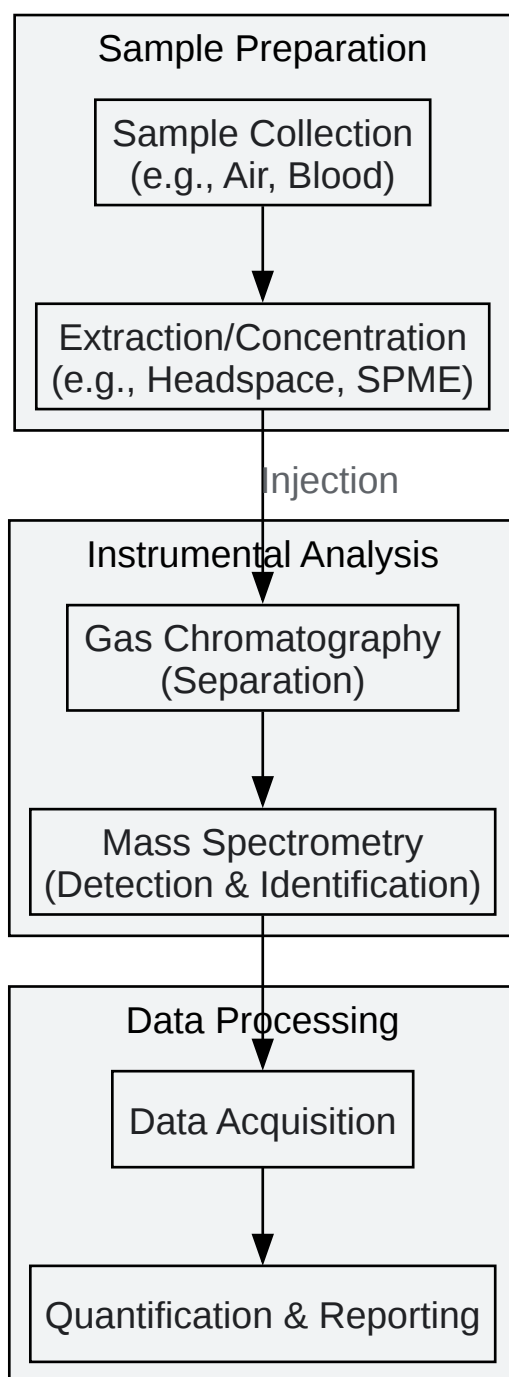 Sample Preparation
Sample Collection
(e.g., Air, Blood)
Extraction/Concentration
(e.g., Headspace, SPME)
Injection
Instrumental Analysis
Gas Chromatography
(Separation)
Mass Spectrometry
(Detection & Identification)
Data Processing
Data Acquisition
Quantification & Reporting